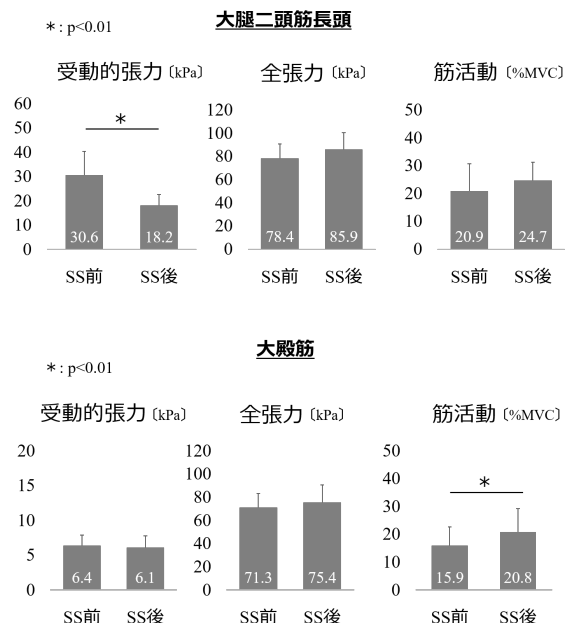 大腿二頭筋長頭
＊: p<0.01
受動的張力〔kPa〕 全張力〔kPa〕 筋活動〔%MVC〕
60 120 50
50 100 40
40 80 30
30 60 20
20 40 10
10 20 0
0 0
＊
30.6 18.2 78.4 85.9 20.9 24.7
SS前 SS後 SS前 SS後 SS前 SS後
大殿筋
＊: p<0.01
受動的張力〔kPa〕 全張力〔kPa〕 筋活動〔%MVC〕
20 120 50
15 100 40
10 80 30
5 60 20
0 40 10
20 0
0
＊
6.4 6.1 71.3 75.4 15.9 20.8
SS前 SS後 SS前 SS後 SS前 SS後